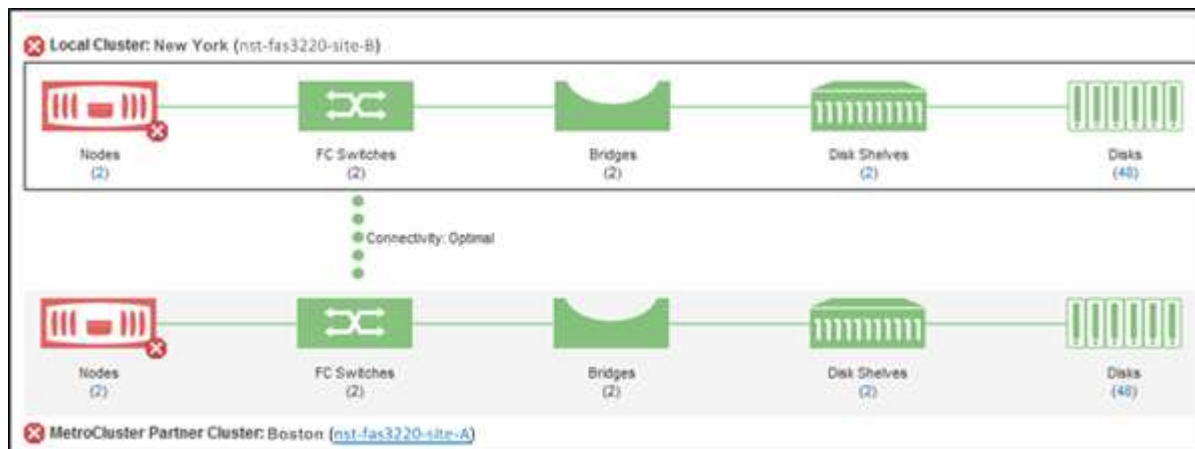 Local Cluster: New York (nst-fas3220-site-B)
Nodes FC Switches Bridges Disk Shelves Disks
(2) (2) (2) (2) (48)
Connectivity: Optimal
Nodes FC Switches Bridges Disk Shelves Disks
(2) (2) (2) (2) (48)
MetroCluster Partner Cluster: Boston (nst-fas3220-site-A)